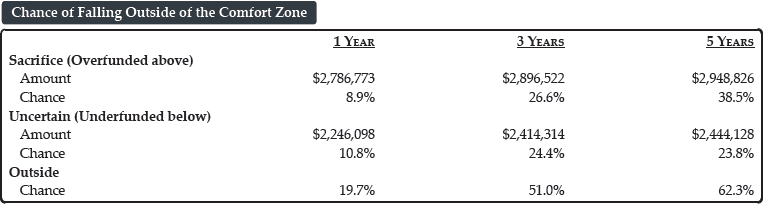 Chance of Falling Outside of the Comfort Zone
1 YEAR 3 YEARS 5 YEARS
Sacrifice (Overfunded above)
Amount $2,786,773 $2,896,522 $2,948,826
Chance 8.9% 26.6% 38.5%
Uncertain (Underfunded below)
Amount $2,246,098 $2,414,314 $2,444,128
Chance 10.8% 24.4% 23.8%
Outside
Chance 19.7% 51.0% 62.3%